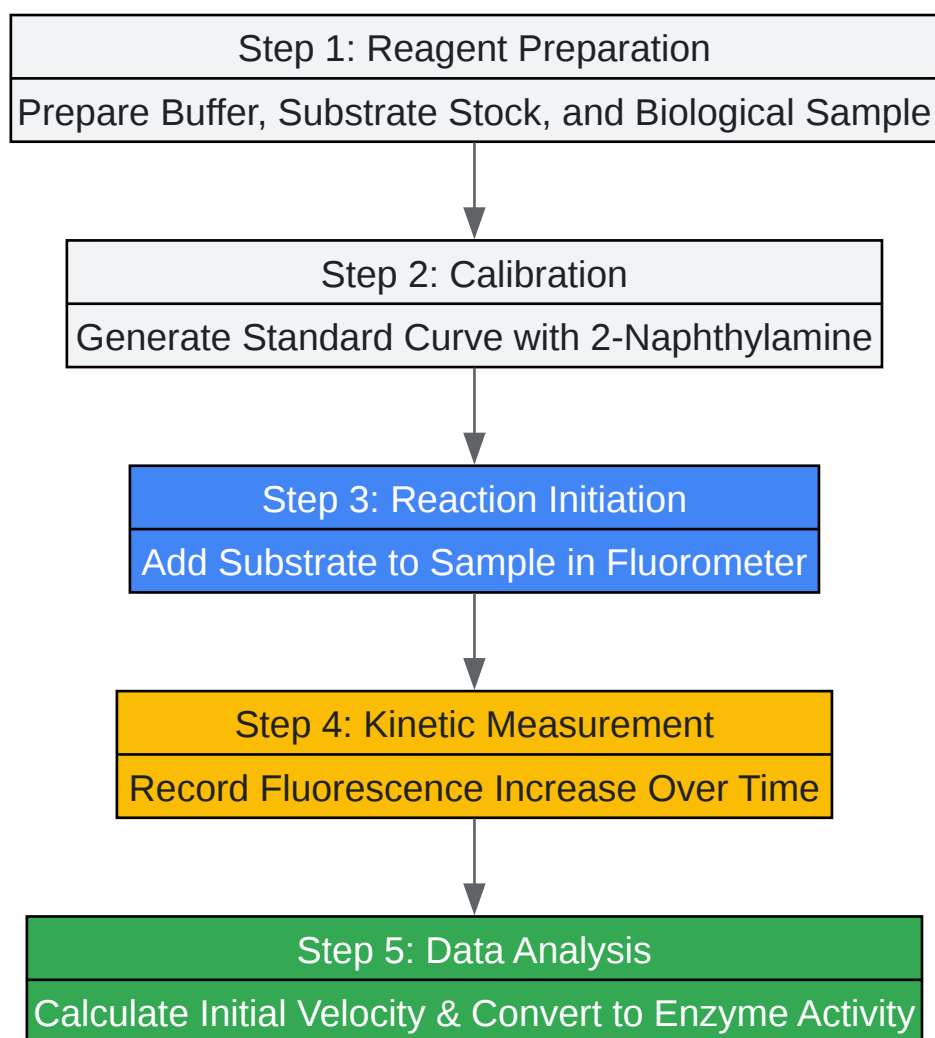 Step 1: Reagent Preparation
Prepare Buffer, Substrate Stock, and Biological Sample
Step 2: Calibration
Generate Standard Curve with 2-Naphthylamine
Step 3: Reaction Initiation
Add Substrate to Sample in Fluorometer
Step 4: Kinetic Measurement
Record Fluorescence Increase Over Time
Step 5: Data Analysis
Calculate Initial Velocity & Convert to Enzyme Activity